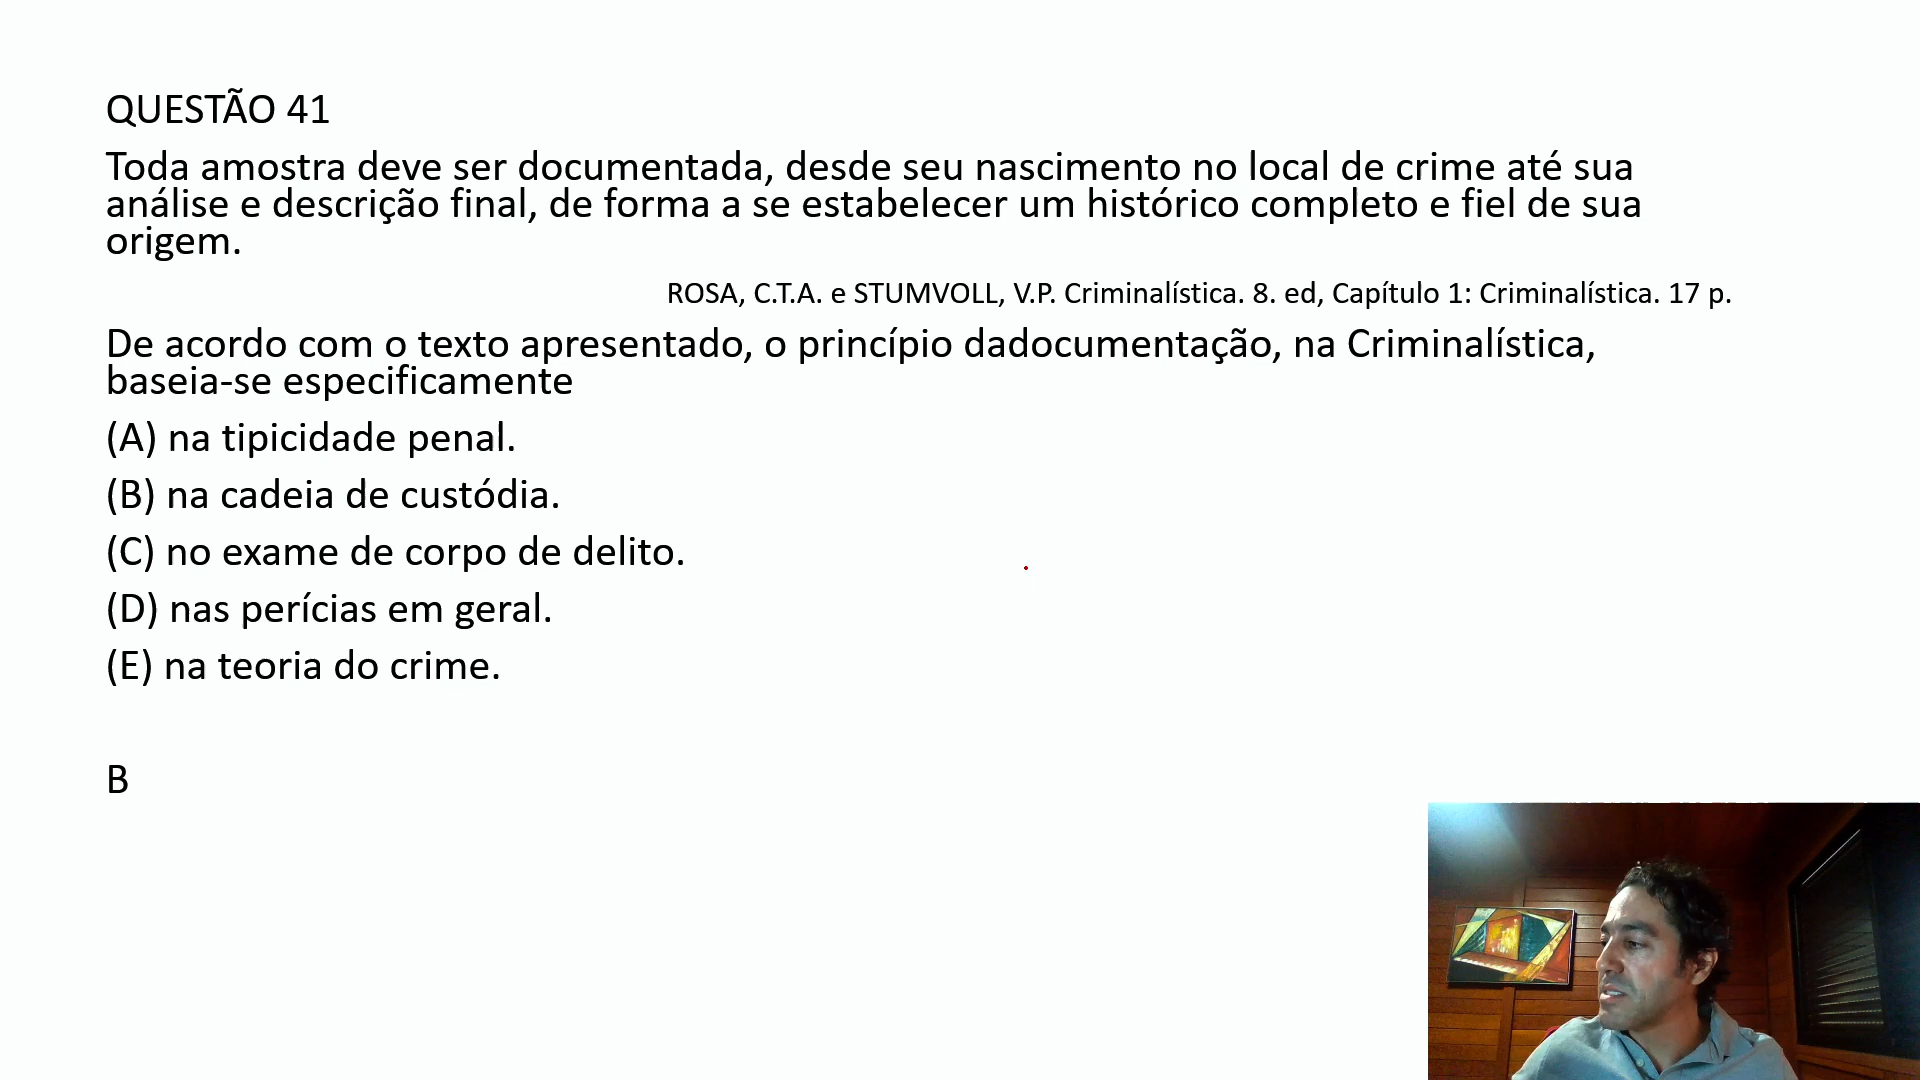 QUESTÃO 41
Toda amostra deve ser documentada, desde seu nascimento no local de crime até sua
análise e descrição final, de forma a se estabelecer um histórico completo e fiel de sua
origem.
ROSA, C.T.A. e STUMVOLL, V.P. Criminalística. 8. ed, Capítulo 1: Criminalística. 17 p.
De acordo com o texto apresentado, o princípio dadocumentação, na Criminalística,
baseia-se especificamente
(A) na tipicidade penal.
(B) na cadeia de custódia.
(C) no exame de corpo de delito.
(D) nas perícias em geral.
(E) na teoria do crime.
B